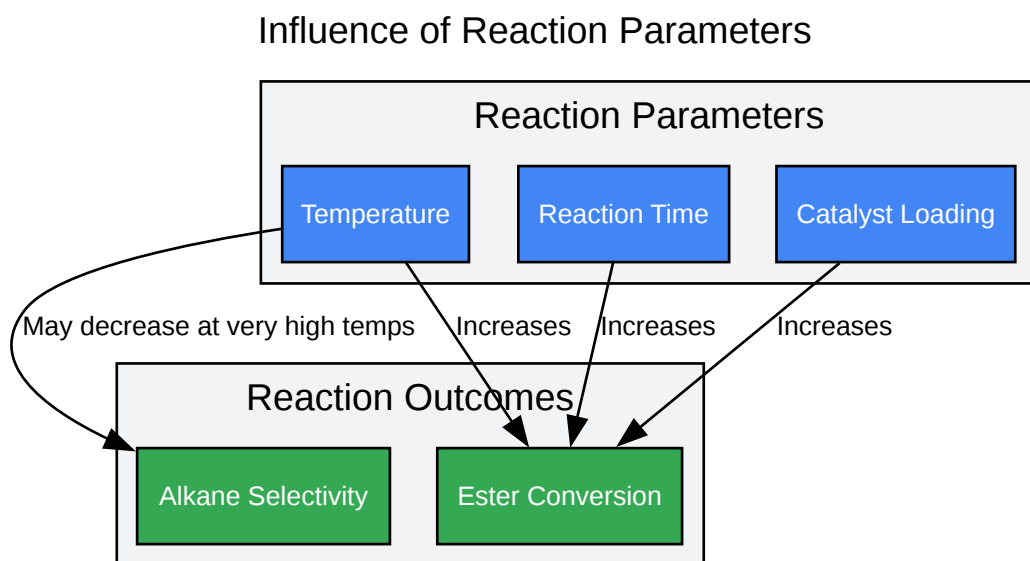 Influence of Reaction Parameters
Reaction Parameters
Temperature
Reaction Time
Catalyst Loading
May decrease at very high temps
Increases
Increases
Increases
Reaction Outcomes
Alkane Selectivity
Ester Conversion